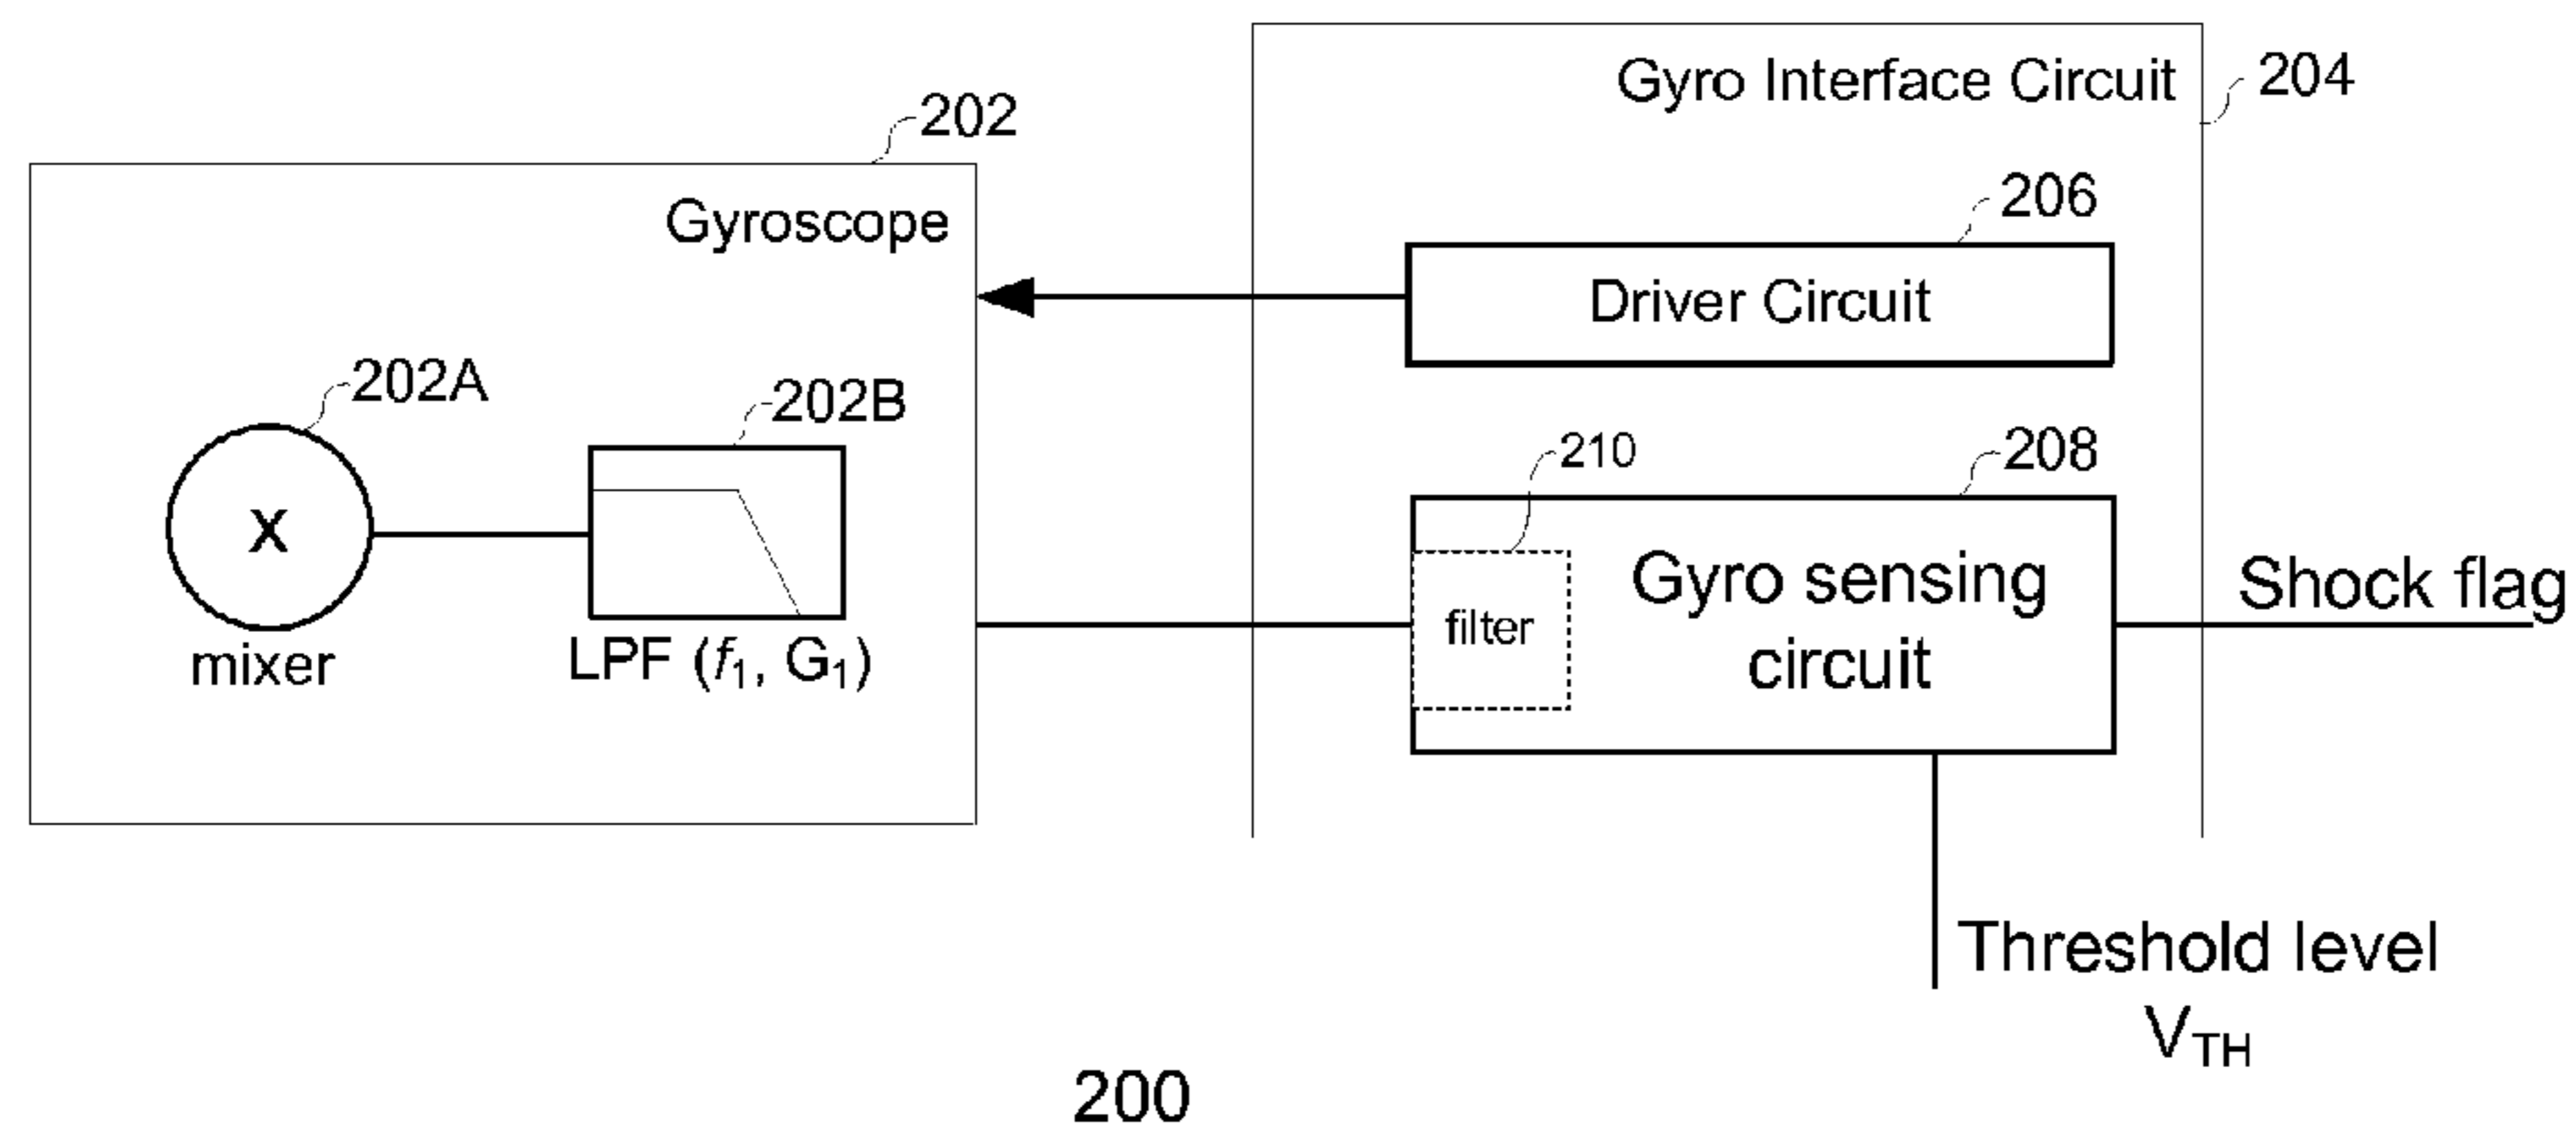 Gyro Interface Circuit
204
202
Gyroscope
206
Driver Circuit
202A
202B
210
208
X
filter
Gyro sensing
circuit
Shock flag
mixer
LPF (f1, G1)
Threshold level
VTH
200